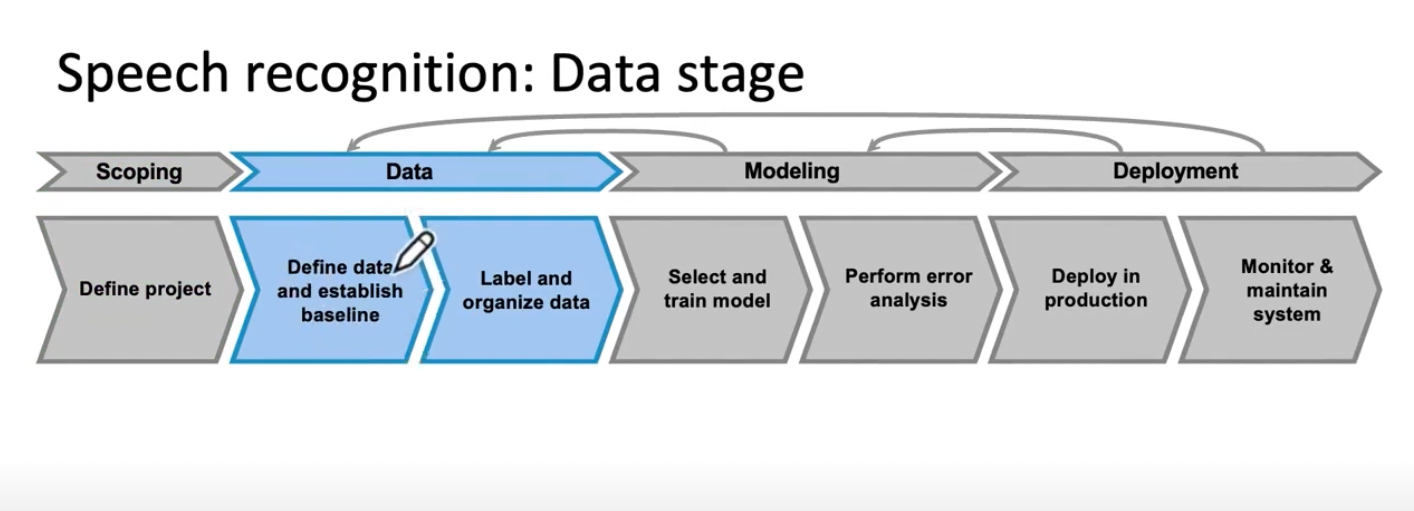 Speech recognition: Data stage
Scoping
Data
Modeling
Deployment
Define project
Define data
and establish
baseline
Label and
organize data
Select and
train model
Perform error
analysis
Deploy in
production
Monitor &
maintain
system